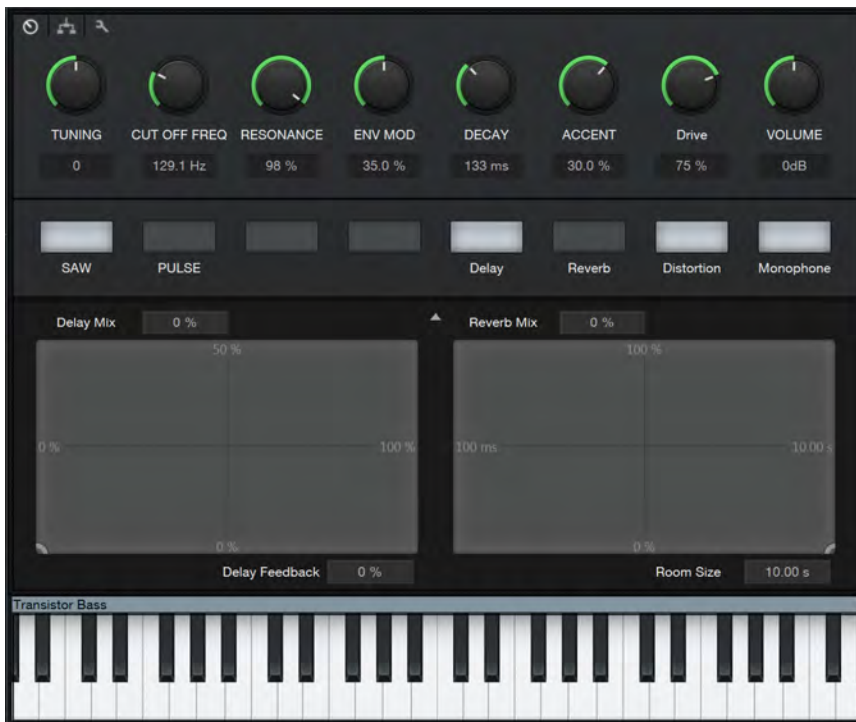 TUNING CUT OFF FREQ RESONANCE ENV MOD DECAY ACCENT Drive VOLUME
0 129.1 Hz 98 % 35.0 % 133 ms 30.0 % 75 % 0dB
SAW PULSE Delay Reverb Distortion Monophone
Delay Mix 0 % Reverb Mix 0 %
50 % 100 %
0 % 100 % 100 ms 10.00 s
0 % 0 %
Delay Feedback 0 % Room Size 10.00 s
Transistor Bass